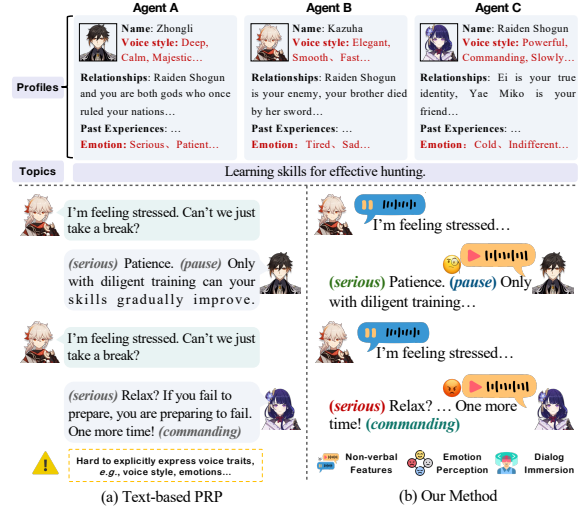 Agent A
Agent B
Agent C
Profiles
Name: Zhongli
Voice style: Deep,
Calm, Majestic…
Relationships: Raiden Shogun
and you are both gods who once
ruled your nations…
Past Experiences: …
Emotion: Serious、Patient…
Name: Kazuha
Voice style: Elegant,
Smooth、Fast…
Relationships: Raiden Shogun
is your enemy, your brother died
by her sword…
Past Experiences: …
Emotion：Tired、Sad…
Name: Raiden Shogun
Voice style: Powerful,
Commanding, Slowly…
Relationships: Ei is your true
identity, Yae Miko is your
friend…
Past Experiences: …
Emotion：Cold、Indifferent…
Topics
Learning skills for effective hunting.
I'm feeling stressed. Can't we just
take a break?
(serious) Patience. (pause) Only
with diligent training can your
skills gradually improve.
I'm feeling stressed. Can't we just
take a break?
(serious) Relax? If you fail to
prepare, you are preparing to fail.
One more time! (commanding)
Hard to explicitly express voice traits,
e.g., voice style, emotions…
(a) Text-based PRP
I'm feeling stressed…
(serious) Patience. (pause) Only
with diligent training…
I'm feeling stressed…
(serious) Relax? … One more
time! (commanding)
Non-verbal
Features
Emotion
Perception
Dialog
Immersion
(b) Our Method